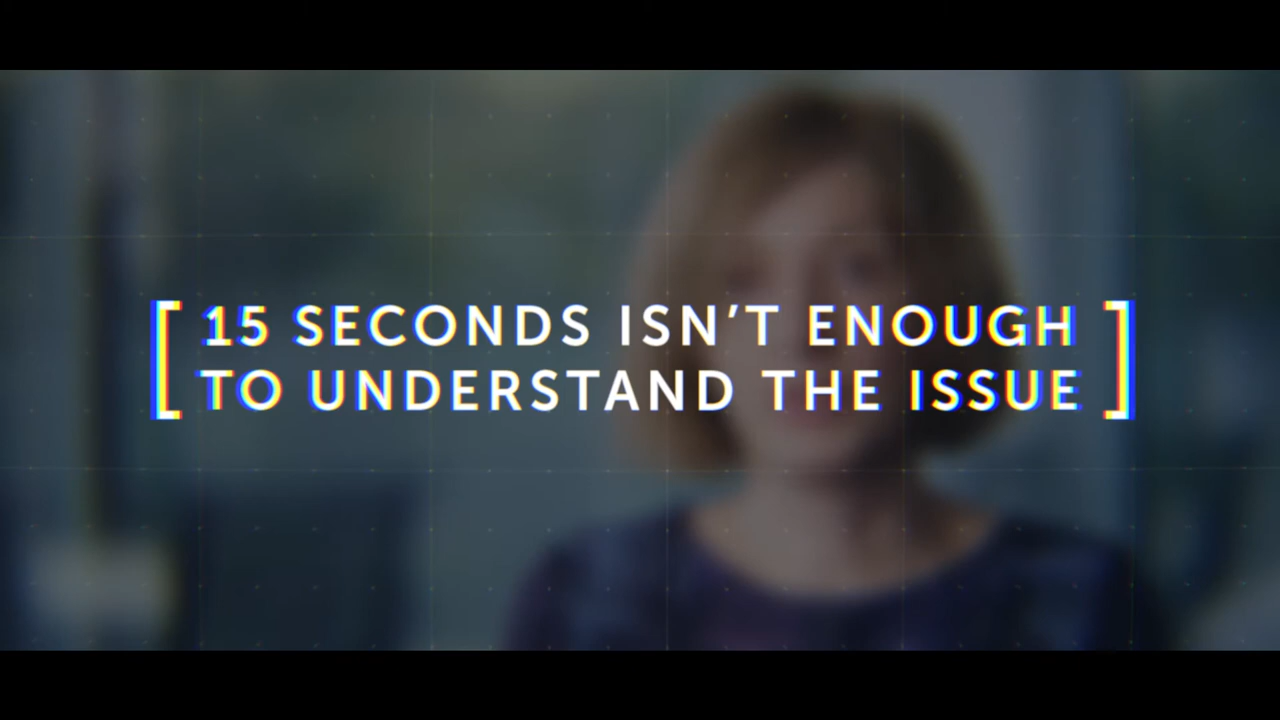 [ 15 SECONDS ISN’T ENOUGH
TO UNDERSTAND THE ISSUE ]